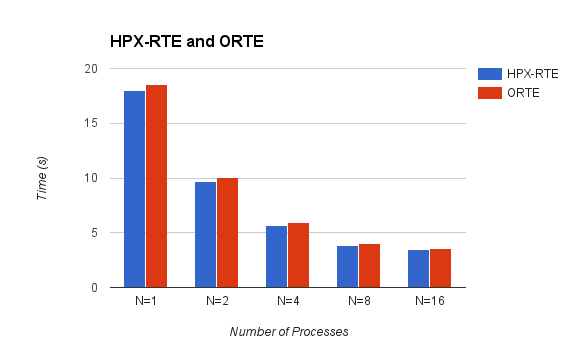 HPX-RTE and ORTE
HPX-RTE
ORTE
Time (s)
20
15
10
5
0
N=1 N=2 N=4 N=8 N=16
Number of Processes